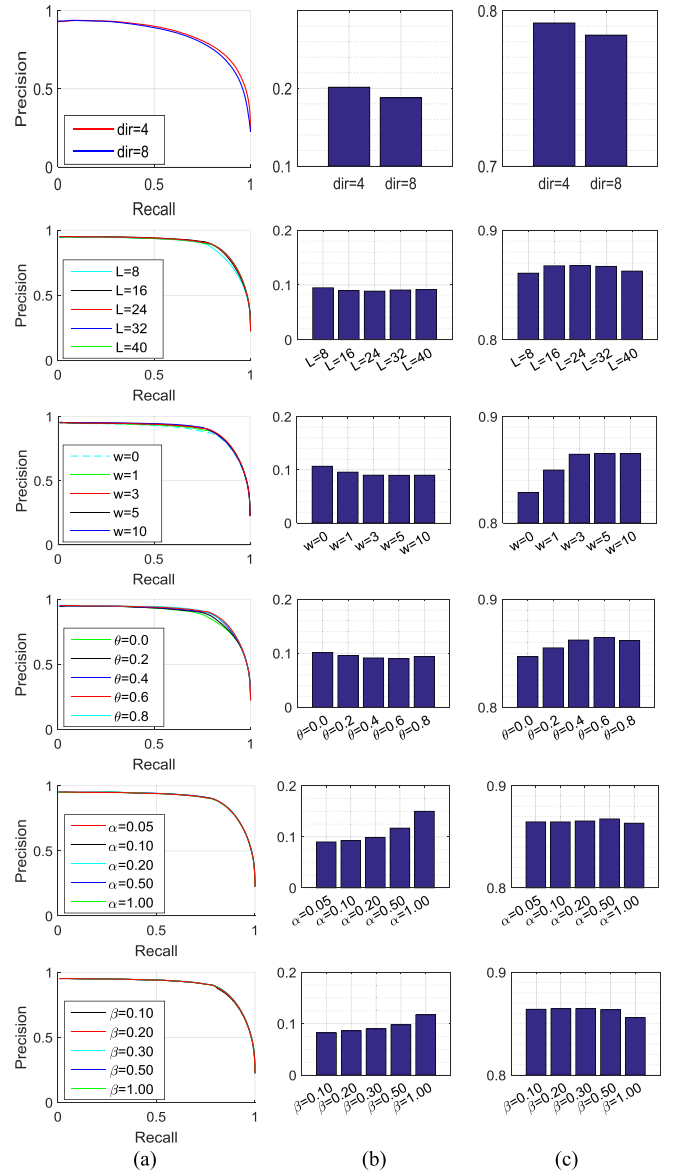 1
0.5
0
0 0.5 1
Precision
Recall
dir=4
dir=8
0.2
0.1
dir=4 dir=8
0.8
0.7
dir=4 dir=8
1
0.5
0
0 0.5 1
Precision
Recall
L=8
L=16
L=24
L=32
L=40
0.2
0.1
0
L=8 L=16 L=24 L=32 L=40
0.9
0.8
L=8 L=16 L=24 L=32 L=40
1
0.5
0
0 0.5 1
Precision
Recall
w=0
w=1
w=3
w=5
w=10
0.2
0.1
0
w=0 w=1 w=3 w=5 w=10
0.9
0.8
w=0 w=1 w=3 w=5 w=10
1
0.5
0
0 0.5 1
Precision
Recall
θ=0.0
θ=0.2
θ=0.4
θ=0.6
θ=0.8
0.2
0.1
0
θ=0.0 θ=0.2 θ=0.4 θ=0.6 θ=0.8
0.9
0.8
θ=0.0 θ=0.2 θ=0.4 θ=0.6 θ=0.8
1
0.5
0
0 0.5 1
Precision
Recall
α=0.05
α=0.10
α=0.20
α=0.50
α=1.00
0.2
0.1
0
α=0.05 α=0.10 α=0.20 α=0.50 α=1.00
0.9
0.8
α=0.05 α=0.10 α=0.20 α=0.50 α=1.00
1
0.5
0
0 0.5 1
Precision
Recall
β=0.10
β=0.20
β=0.30
β=0.50
β=1.00
0.2
0.1
0
β=0.10 β=0.20 β=0.30 β=0.50 β=1.00
0.9
0.8
β=0.10 β=0.20 β=0.30 β=0.50 β=1.00
(a) (b) (c)